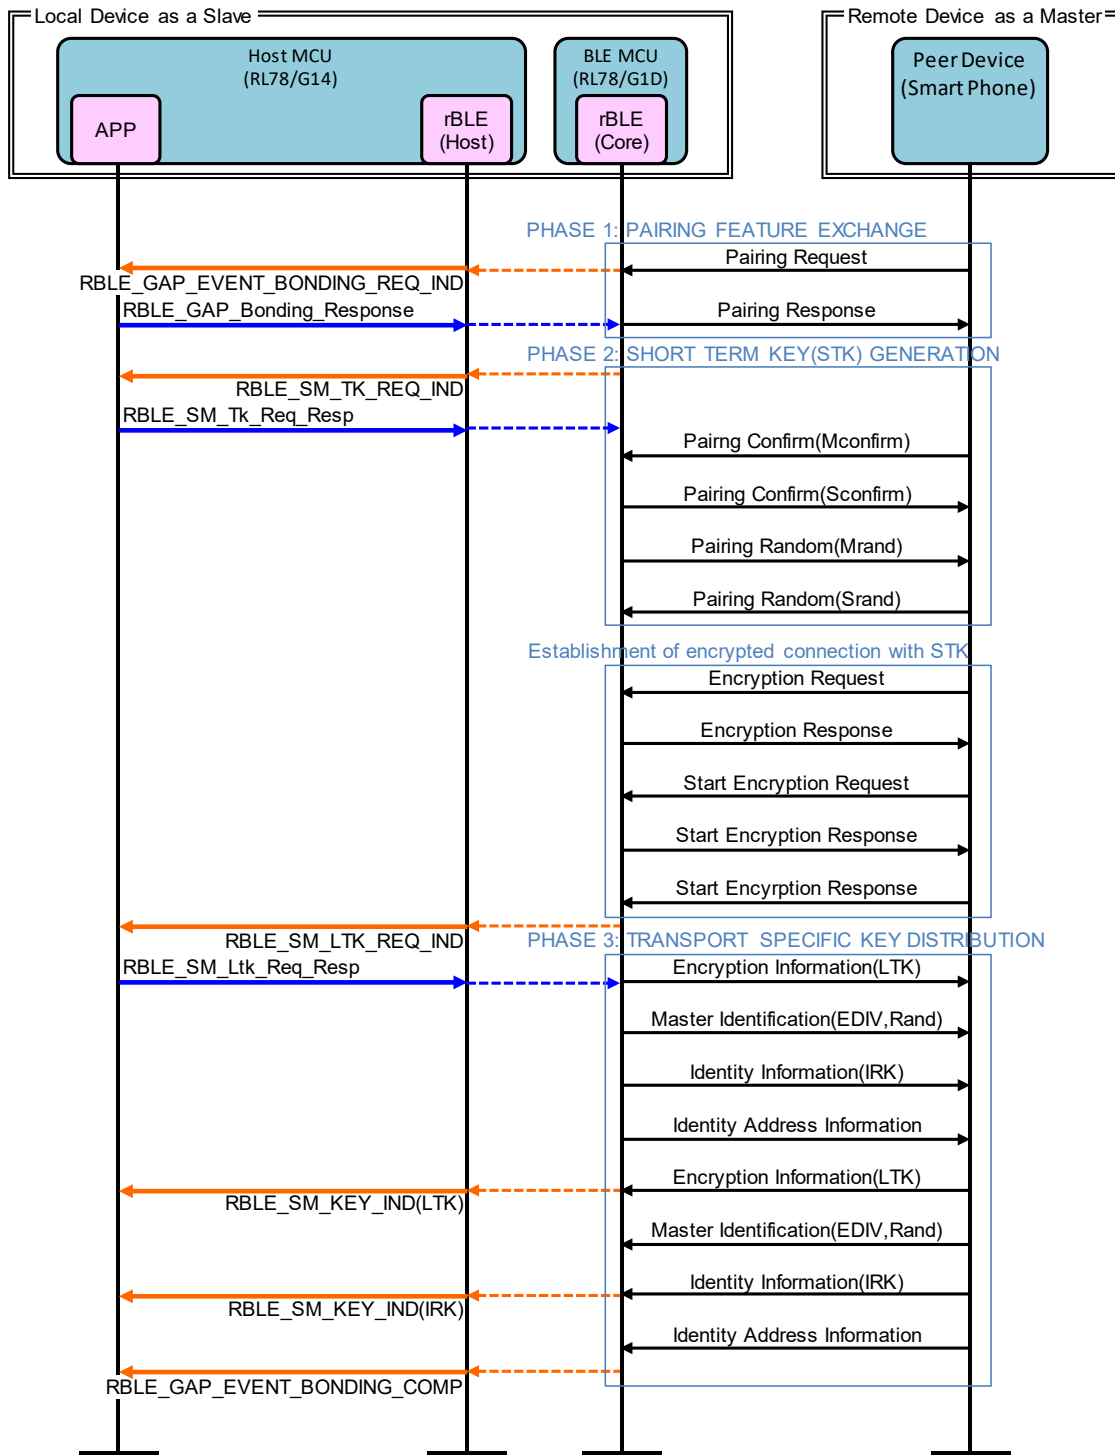 Local Device as a Slave
Remote Device as a Master
Host MCU
(RL78/G14)
BLE MCU
(RL78/G1D)
Peer Device
(Smart Phone)
APP
rBLE
(Host)
rBLE
(Core)
PHASE 1: PAIRING FEATURE EXCHANGE
Pairing Request
RBLE_GAP_EVENT_BONDING_REQ_IND
RBLE_GAP_Bonding_Response
Pairing Response
PHASE 2: SHORT TERM KEY(STK) GENERATION
RBLE_SM_TK_REQ_IND
RBLE_SM_Tk_Req_Resp
Pairng Confirm(Mconfirm)
Pairing Confirm(Sconfirm)
Pairing Random(Mrand)
Pairing Random(Srand)
Establishment of encrypted connection with STK
Encryption Request
Encryption Response
Start Encryption Request
Start Encryption Response
Start Encyrption Response
RBLE_SM_LTK_REQ_IND
PHASE 3: TRANSPORT SPECIFIC KEY DISTRIBUTION
RBLE_SM_Ltk_Req_Resp
Encryption Information(LTK)
Master Identification(EDIV,Rand)
Identity Information(IRK)
Identity Address Information
Encryption Information(LTK)
RBLE_SM_KEY_IND(LTK)
Master Identification(EDIV,Rand)
Identity Information(IRK)
RBLE_SM_KEY_IND(IRK)
Identity Address Information
RBLE_GAP_EVENT_BONDING_COMP